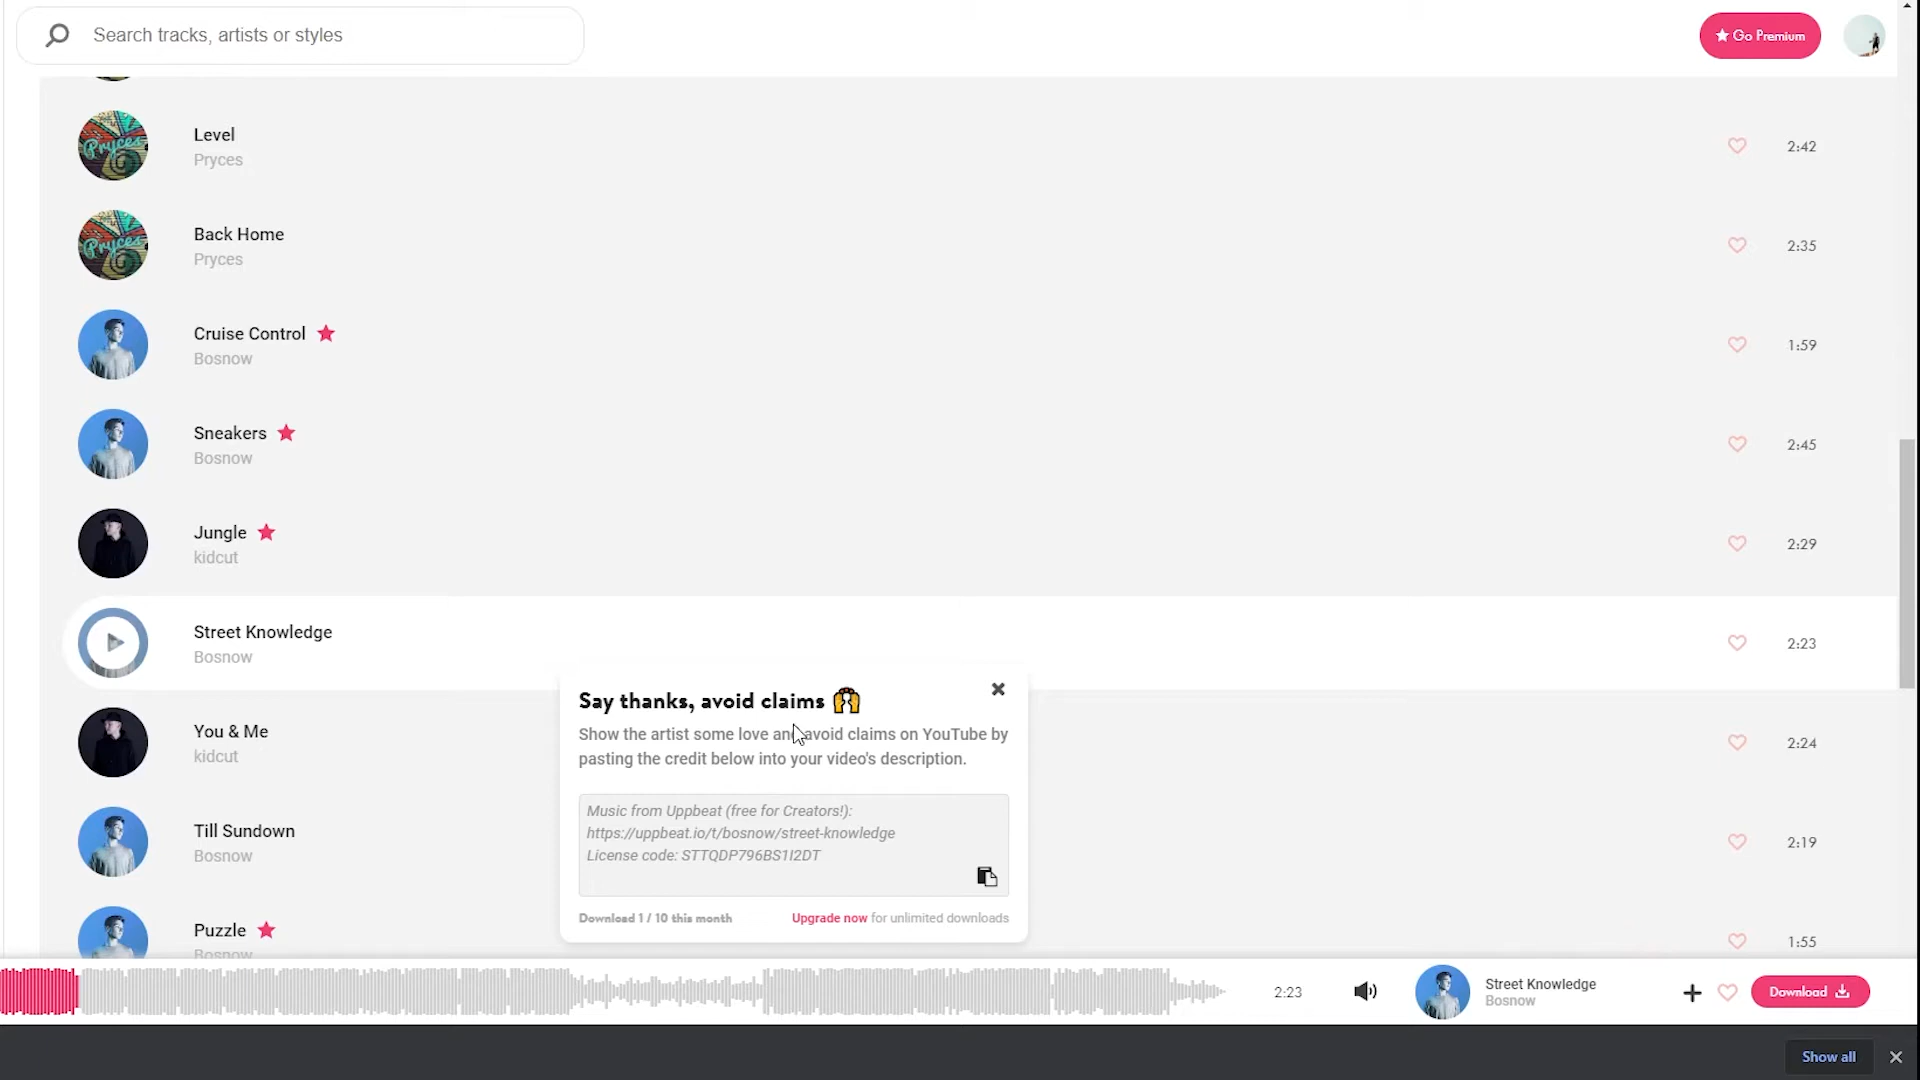 Search tracks, artists or styles
Go Premium
Pryces
Level
Pryces
2:42
Pryces
Back Home
Pryces
2:35
Cruise Control
Bosnow
1:59
Sneakers
Bosnow
2:45
Jungle
kidcut
2:29
Street Knowledge
Bosnow
2:23
You & Me
kidcut
2:24
Till Sundown
Bosnow
2:19
Puzzle
Bosnow
1:55
Say thanks, avoid claims
Show the artist some love and avoid claims on YouTube by
pasting the credit below into your video's description.
Music from Uppbeat (free for Creators!):
https://uppbeat.io/t/bosnow/street-knowledge
License code: STTQDP796BS1I2DT
Download 1 / 10 this month
Upgrade now for unlimited downloads
2:23
Street Knowledge
Bosnow
Download
Show all